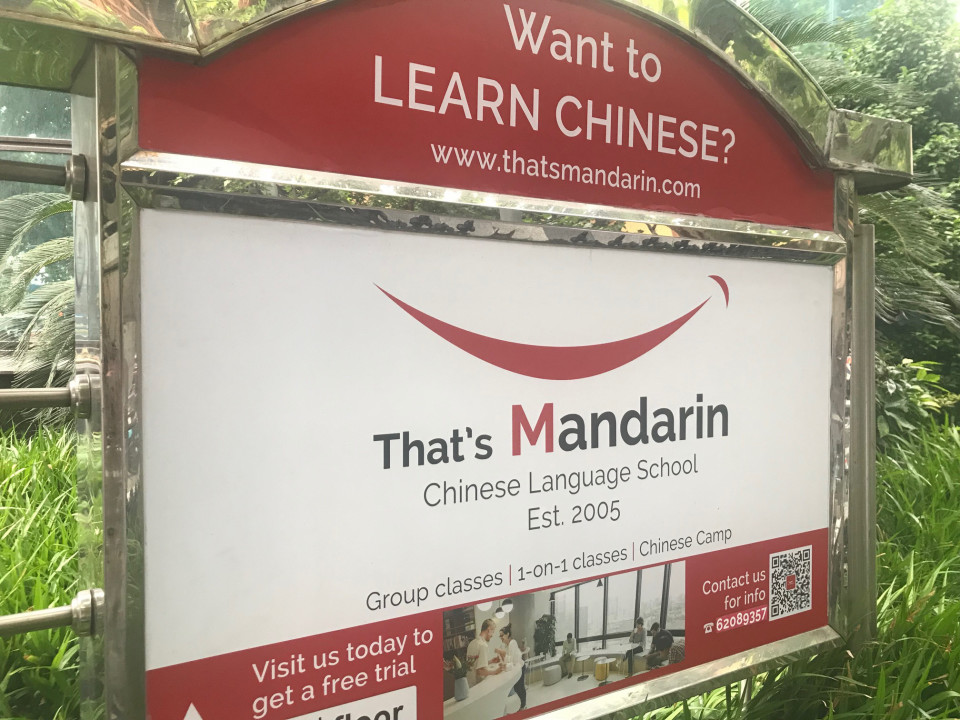 Want to
LEARN CHINESE?
www.thatsmandarin.com
That's Mandarin
Chinese Language School
Est. 2005
Group classes | 1-on-1 classes | Chinese Camp
Visit us today to
get a free trial
floor
Contact us
for info
☎ 62089357